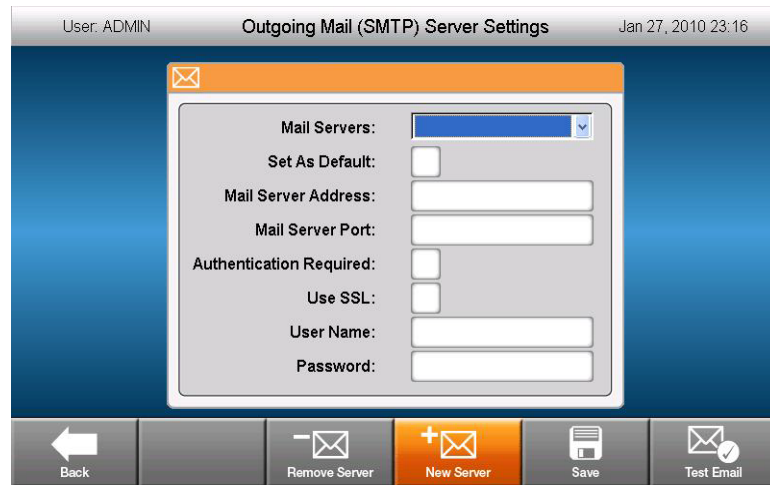 User: ADMIN Outgoing Mail (SMTP) Server Settings Jan 27, 2010 23:16
Mail Servers:
Set As Default:
Mail Server Address:
Mail Server Port:
Authentication Required:
Use SSL:
User Name:
Password:
Back Remove Server New Server Save Test Email